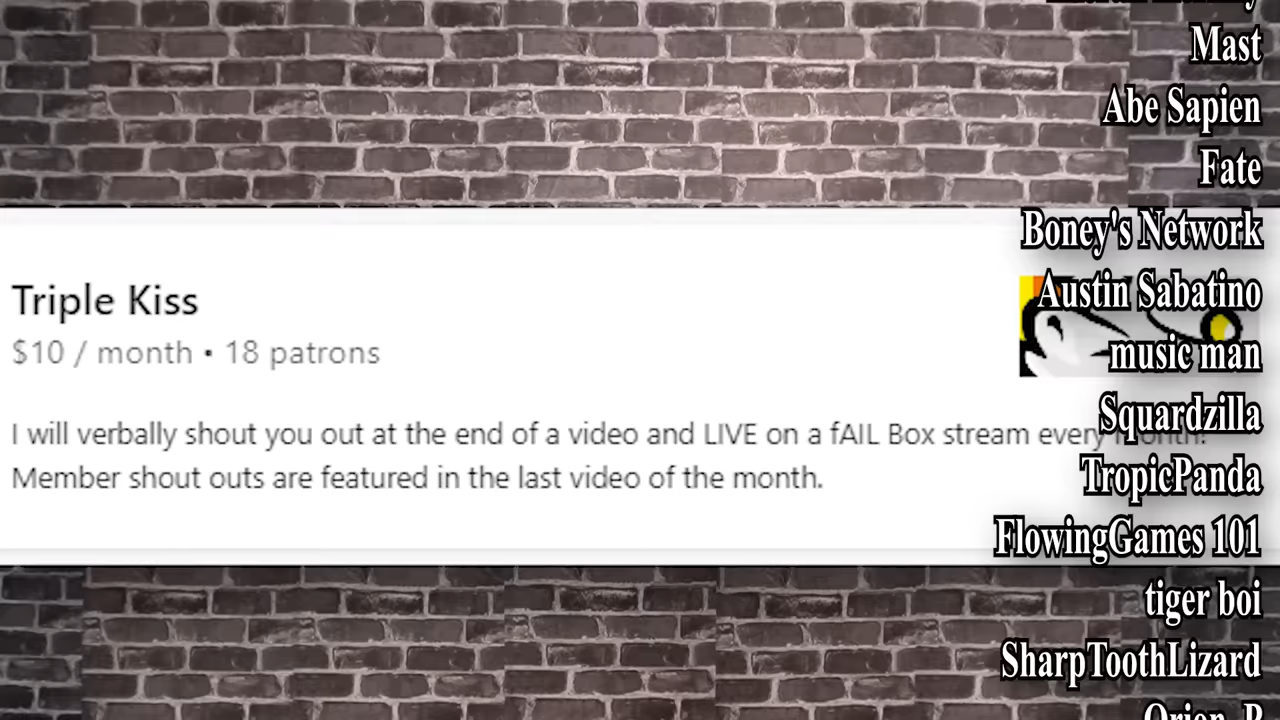 Mast
Abe Sapien
Fate
Boney's Network
Triple Kiss
Austin Sabatino
$10 / month • 18 patrons
music man
Squardzilla
I will verbally shout you out at the end of a video and LIVE on a fAIL Box stream every month!
TropicPanda
Member shout outs are featured in the last video of the month.
FlowingGames 101
tiger boi
SharpToothLizard